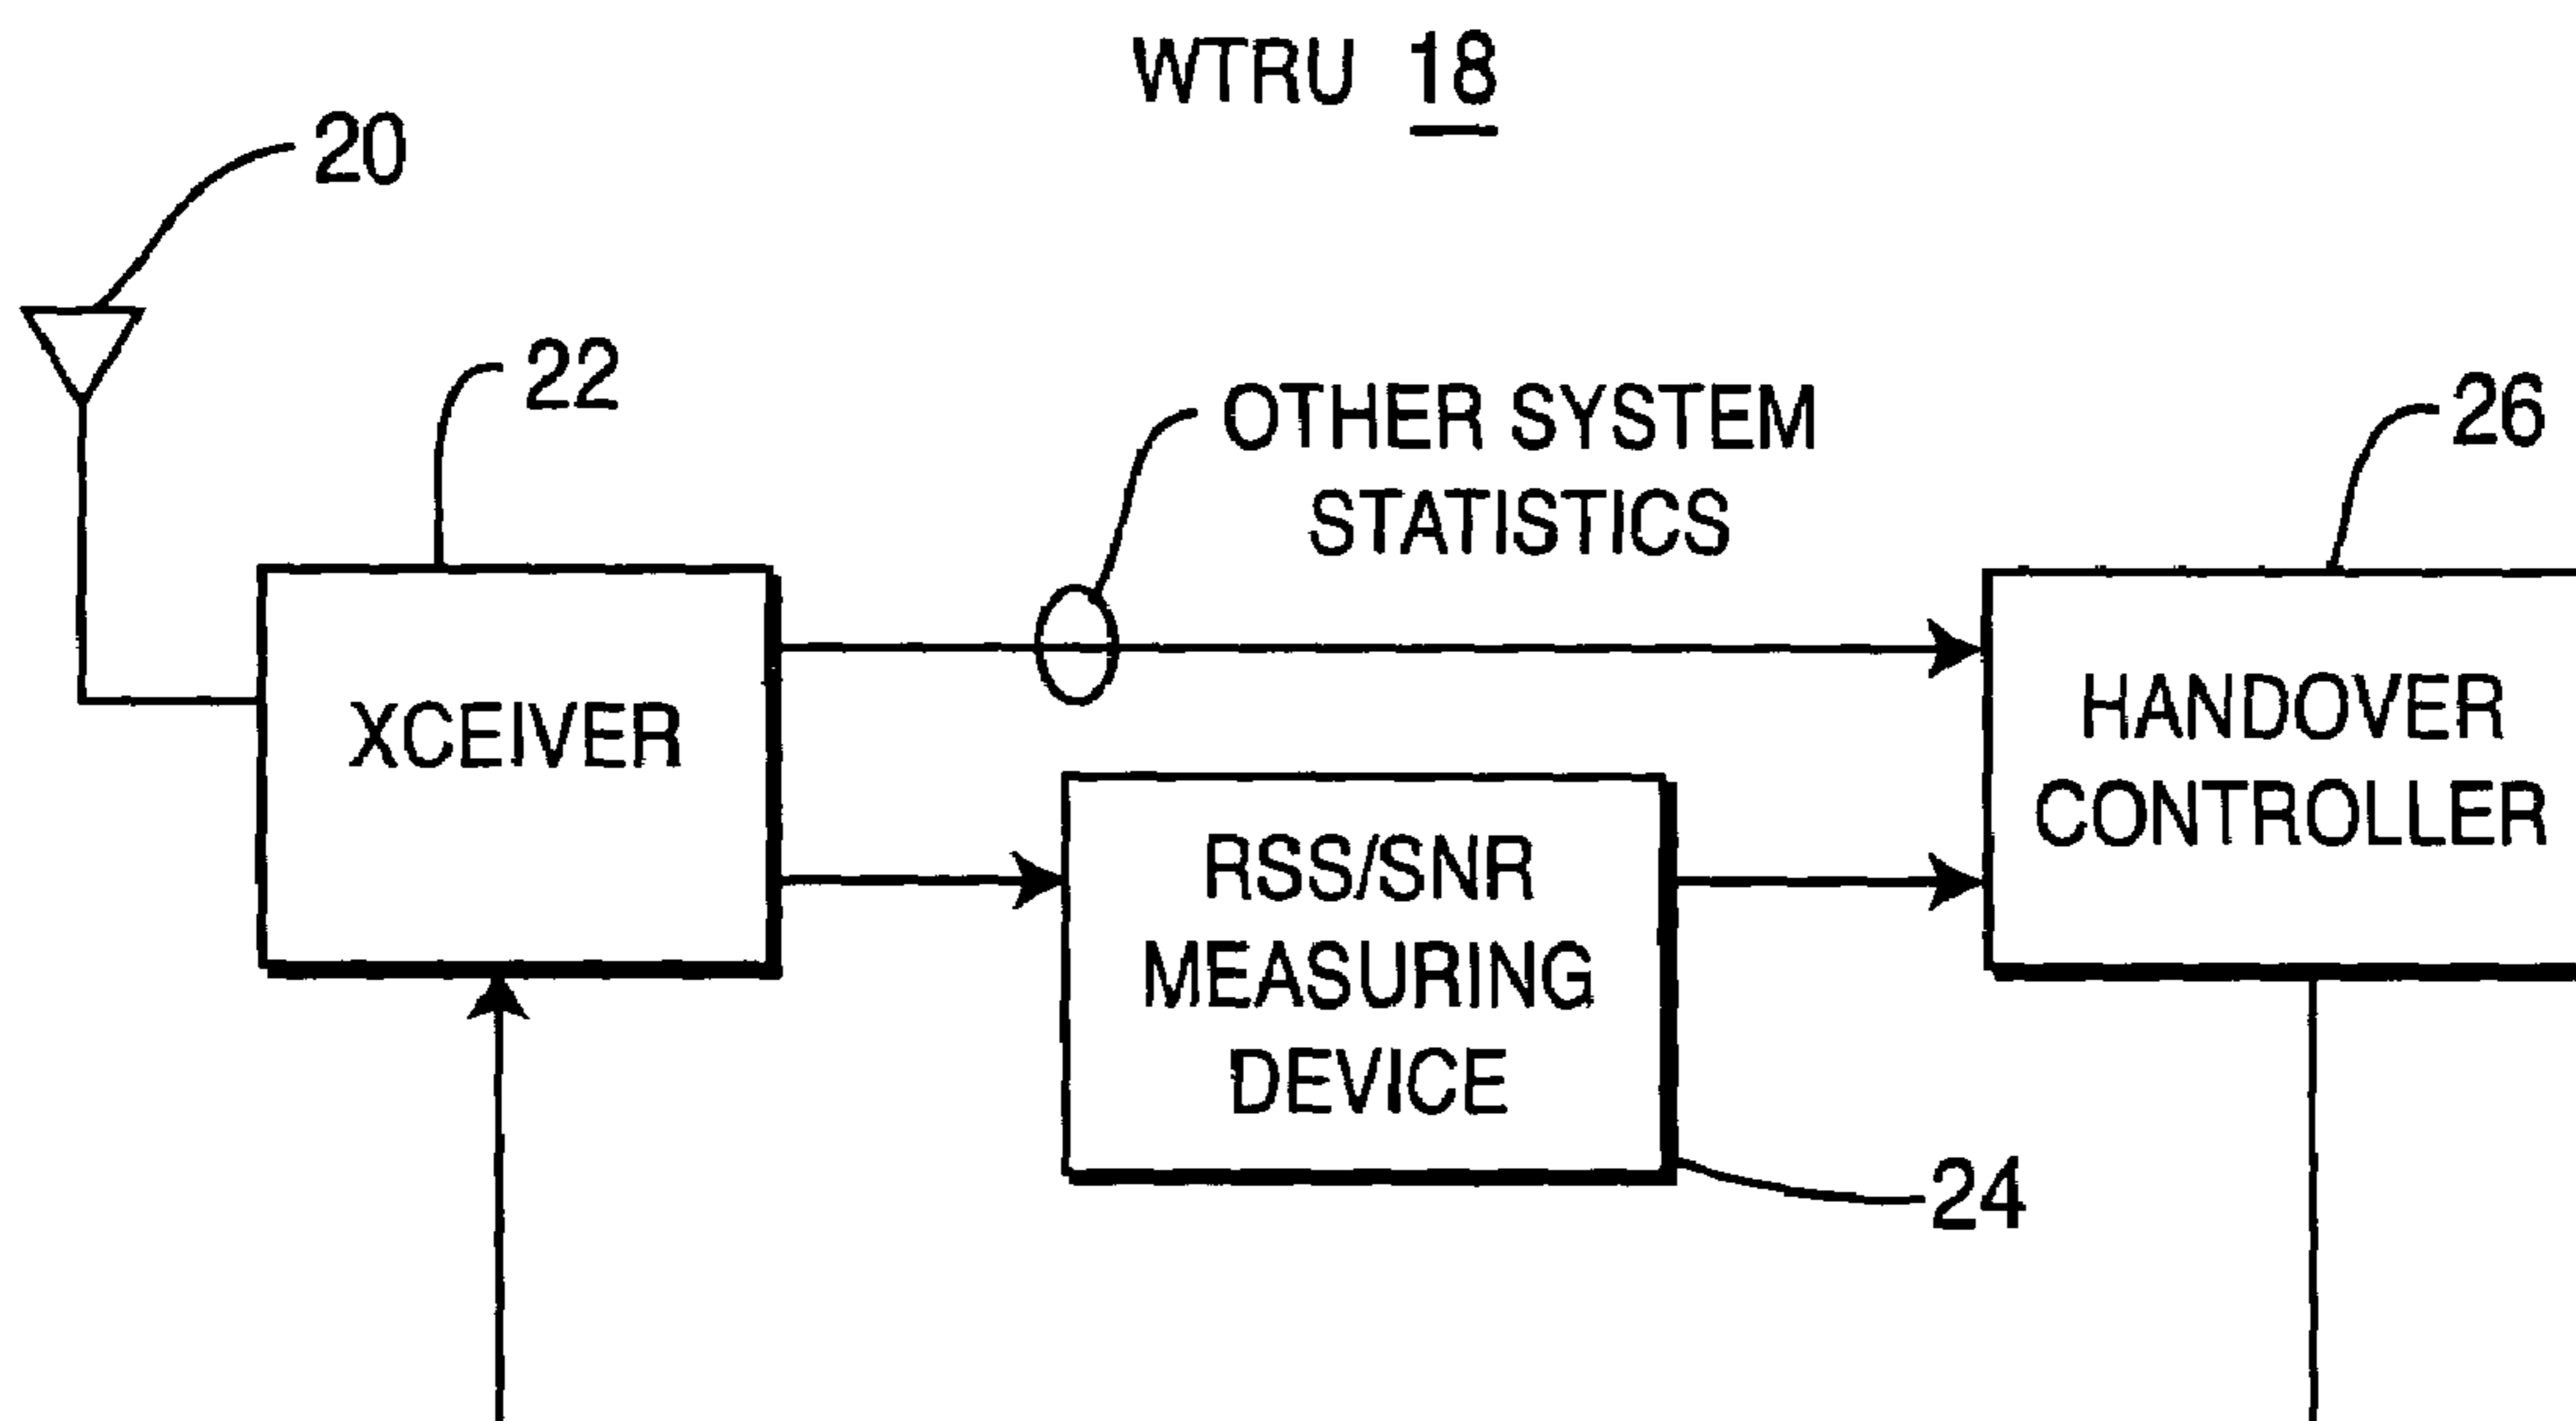 WTRU 18
20
22
OTHER SYSTEM
STATISTICS
26
XCEIVER
HANDOVER
CONTROLLER
RSS/SNR
MEASURING
DEVICE
24